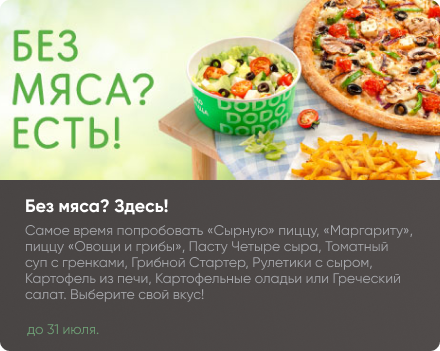 БЕЗ
МЯСА?
ЕСТЬ!
DODO
Без мяса? Здесь!
Самое время попробовать «Сырную» пиццу, «Маргариту»,
пиццу «Овощи и грибы», Пасту Четыре сыра, Томатный
суп с гренками, Грибной Стартер, Рулетики с сыром,
Картофель из печи, Картофельные оладьи или Греческий
салат. Выберите свой вкус!
до 31 июля.